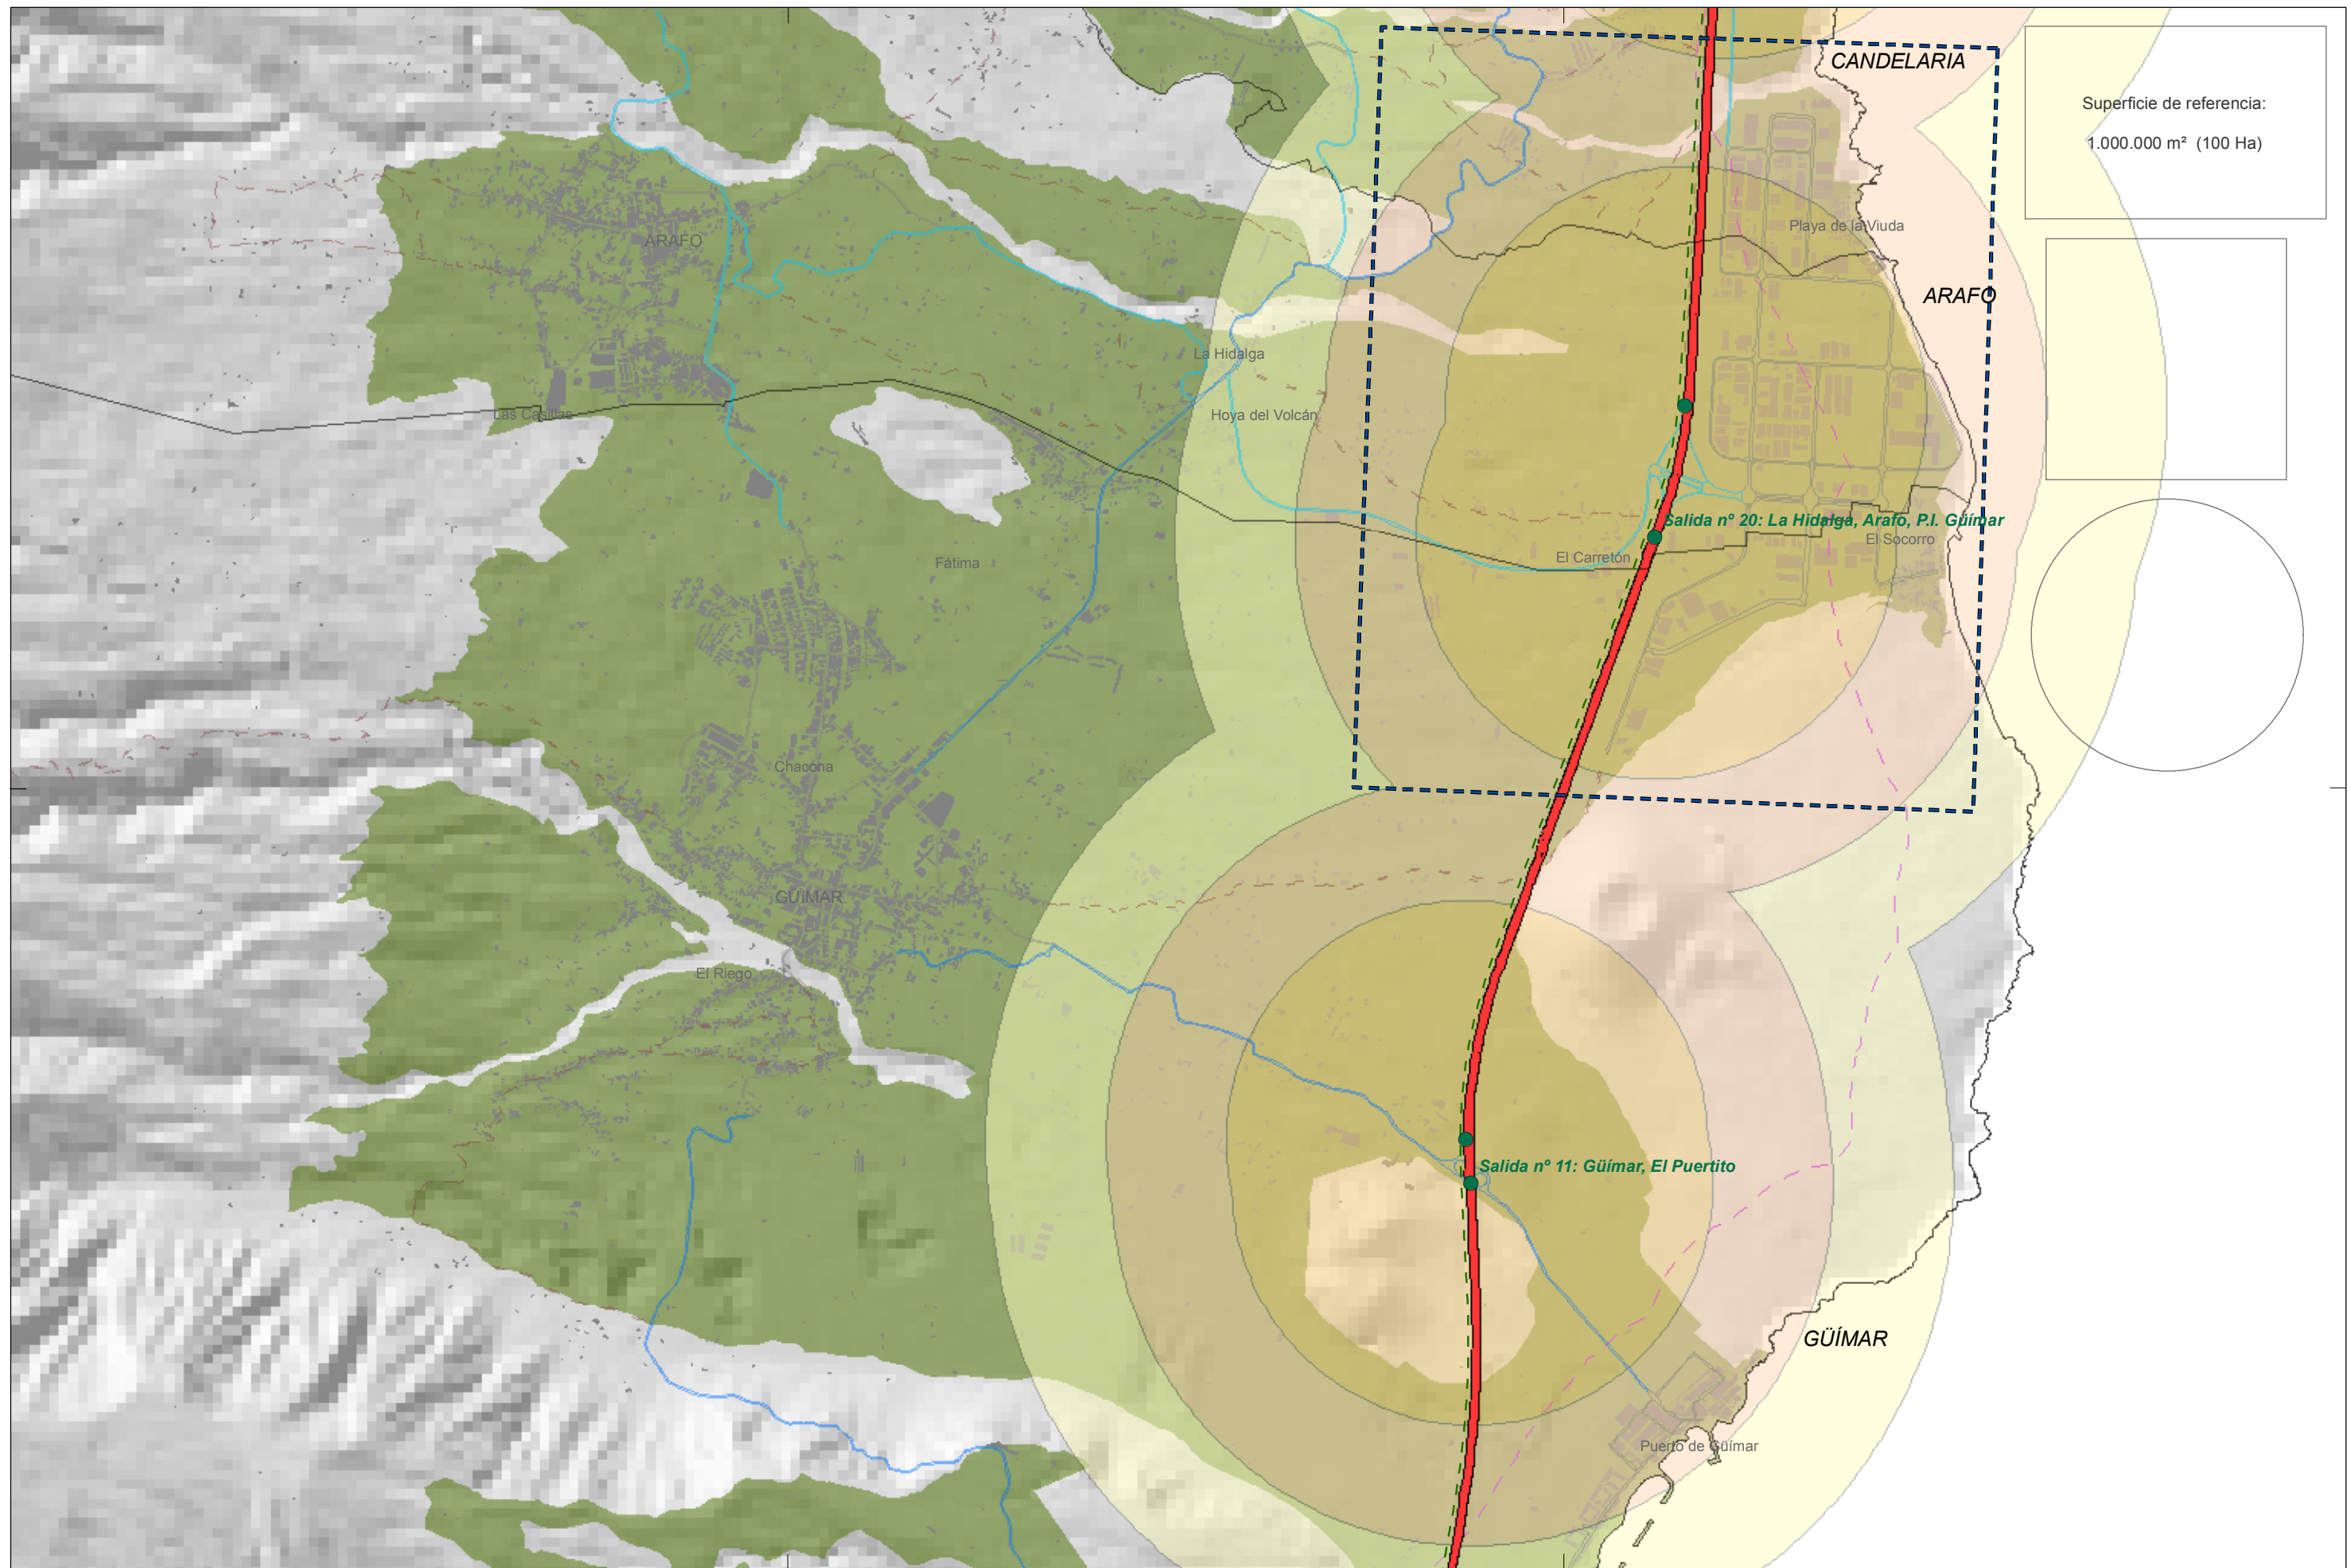 CANDELARIA
Superficie de referencia:
1.000.000 m² (100 Ha)
Playa de la Viuda
ARAFO
ARAFO
La Hidalga
Las Casillas
Hoya del Volcán
Salida nº 20: La Hidalga, Arafo, P.I. Güímar
El Socorro
El Carretón
Fátima
Chacona
GÜÍMAR
El Riego
Salida nº 11: Güímar, El Puertito
GÜÍMAR
Puerto de Güímar